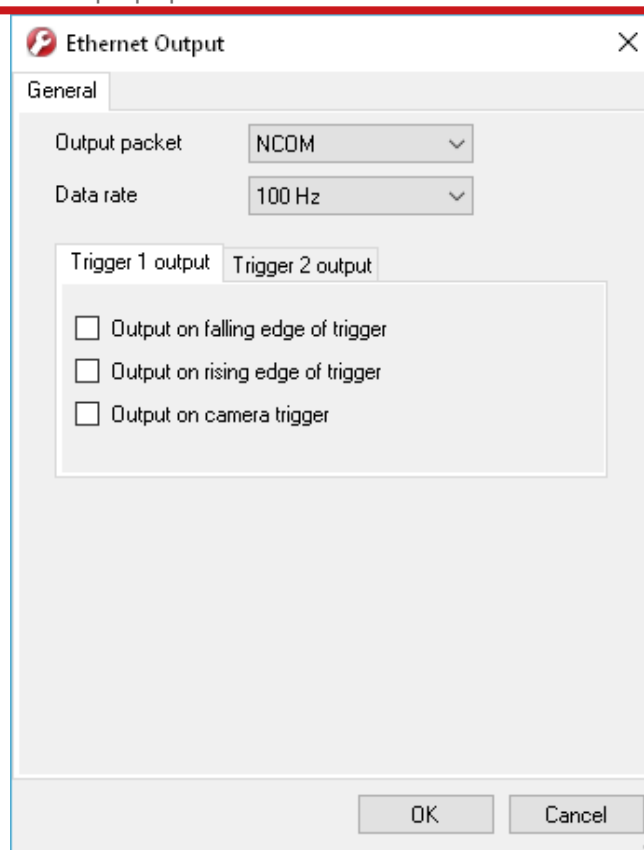 Ethernet Output
General
Output packet NCOM
Data rate 100 Hz
Trigger 1 output Trigger 2 output
Output on falling edge of trigger
Output on rising edge of trigger
Output on camera trigger
OK Cancel